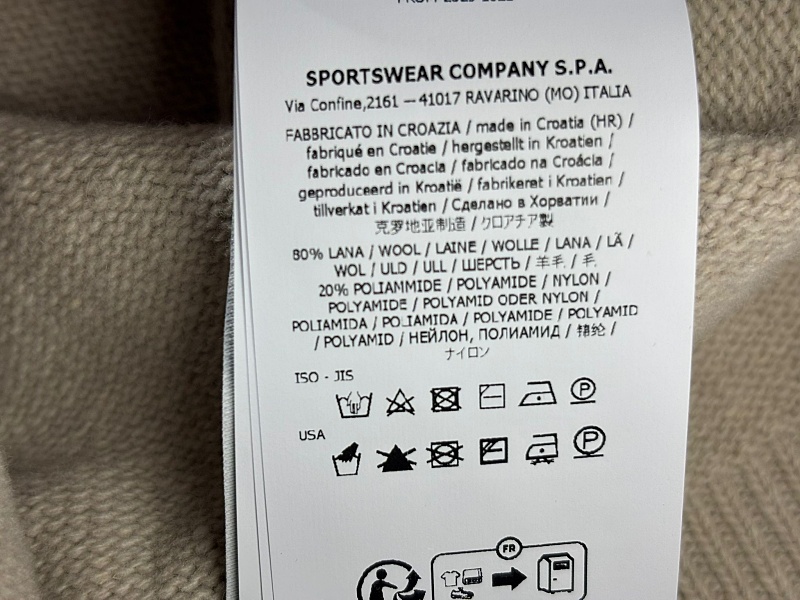 SPORTSWEAR COMPANY S.P.A.
Via Confine,2161 — 41017 RAVARINO (MO) ITALIA
FABBRICATO IN CROAZIA / made in Croatia (HR) /
fabriqué en Croatie / hergestellt in Kroatien /
fabricado en Croacia / fabricado na Croácia /
geproduceerd in Kroatië / fabrikeret i Kroatien /
tillverkat i Kroatien / Сделано в Хорватии /
克罗地亚制造 / クロアチア製
80% LANA / WOOL / LAINE / WOLLE / LANA / LÃ /
WOL / ULD / ULL / ШЕРСТЬ / 羊毛 / 毛
20% POLIAMMIDE / POLYAMIDE / NYLON /
POLYAMIDE / POLYAMID ODER NYLON /
POLIAMIDA / POLIAMIDA / POLYAMIDE / POLYAMID
/ POLYAMID / НЕЙЛОН, ПОЛИАМИД / 锦纶 /
ナイロン
ISO - JIS
P
USA
P
FR